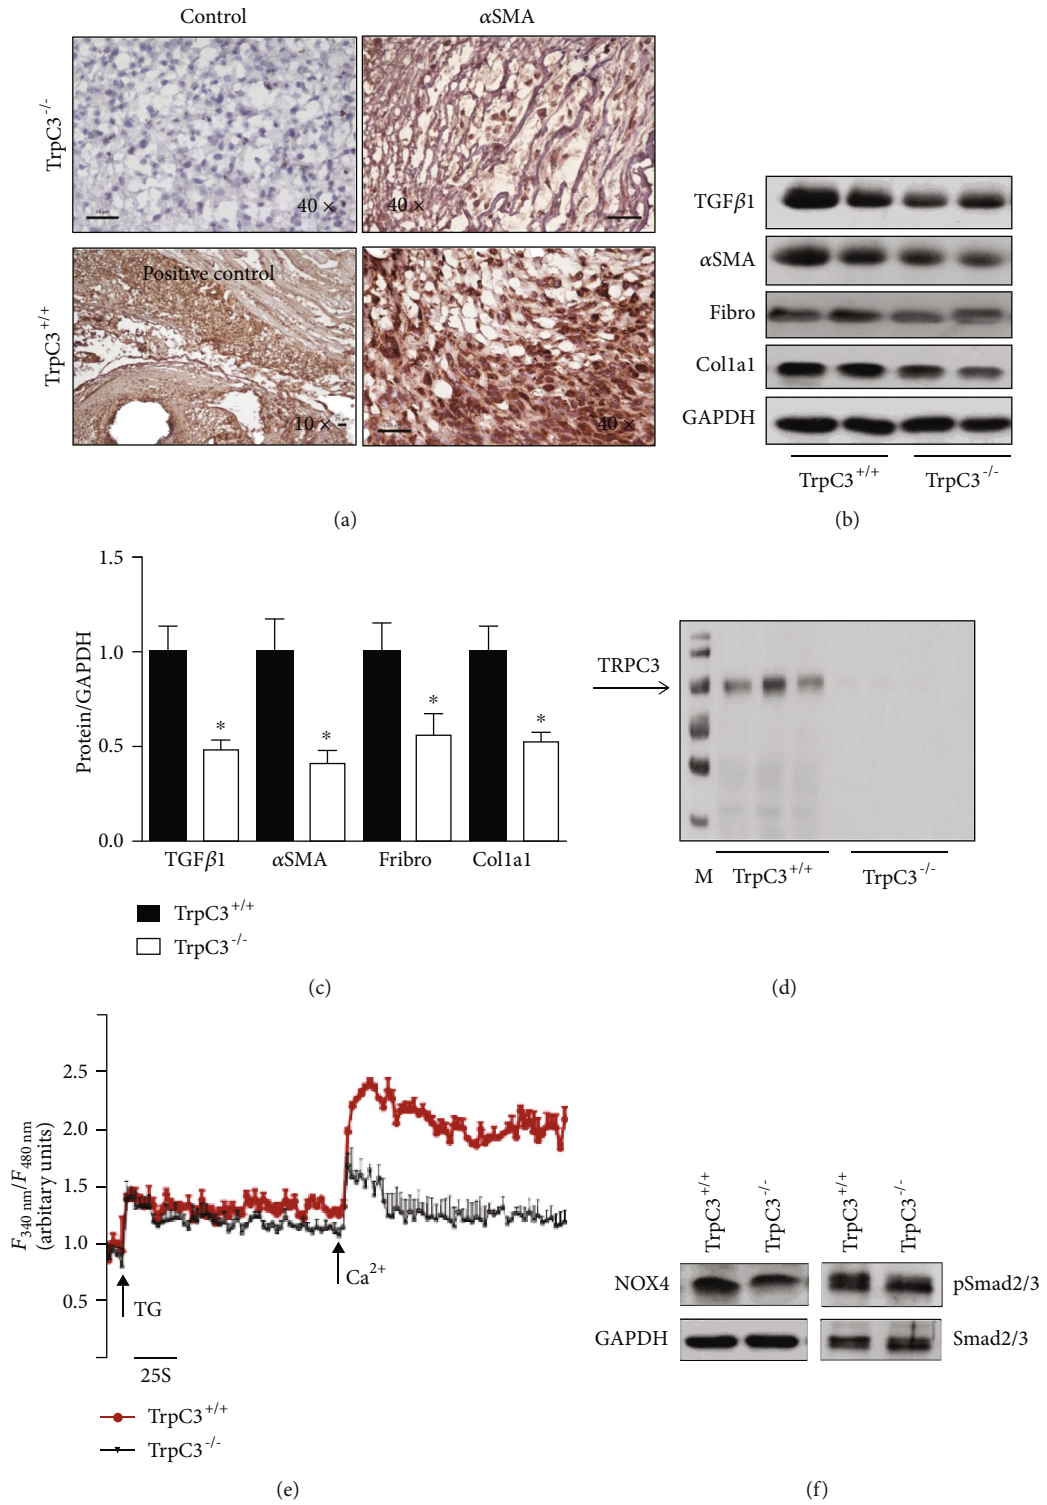 Control
αSMA
TrpC3-/-
40 ×
40 ×
TrpC3+/+
Positive control
10 ×
40 ×
(a)
TGFβ1
αSMA
Fibro
Col1a1
GAPDH
TrpC3+/+
TrpC3-/-
(b)
Protein/GAPDH
1.5
1.0
0.5
0.0
*
*
*
*
TGFβ1
αSMA
Fribro
Col1a1
TrpC3+/+
TrpC3-/-
(c)
TRPC3
M
TrpC3+/+
TrpC3-/-
(d)
F340 nm/F480 nm
(arbitary units)
2.5
2.0
1.5
1.0
0.5
TG
Ca2+
25S
TrpC3+/+
TrpC3-/-
(e)
TrpC3+/+
TrpC3-/-
TrpC3+/+
TrpC3-/-
NOX4
pSmad2/3
GAPDH
Smad2/3
(f)